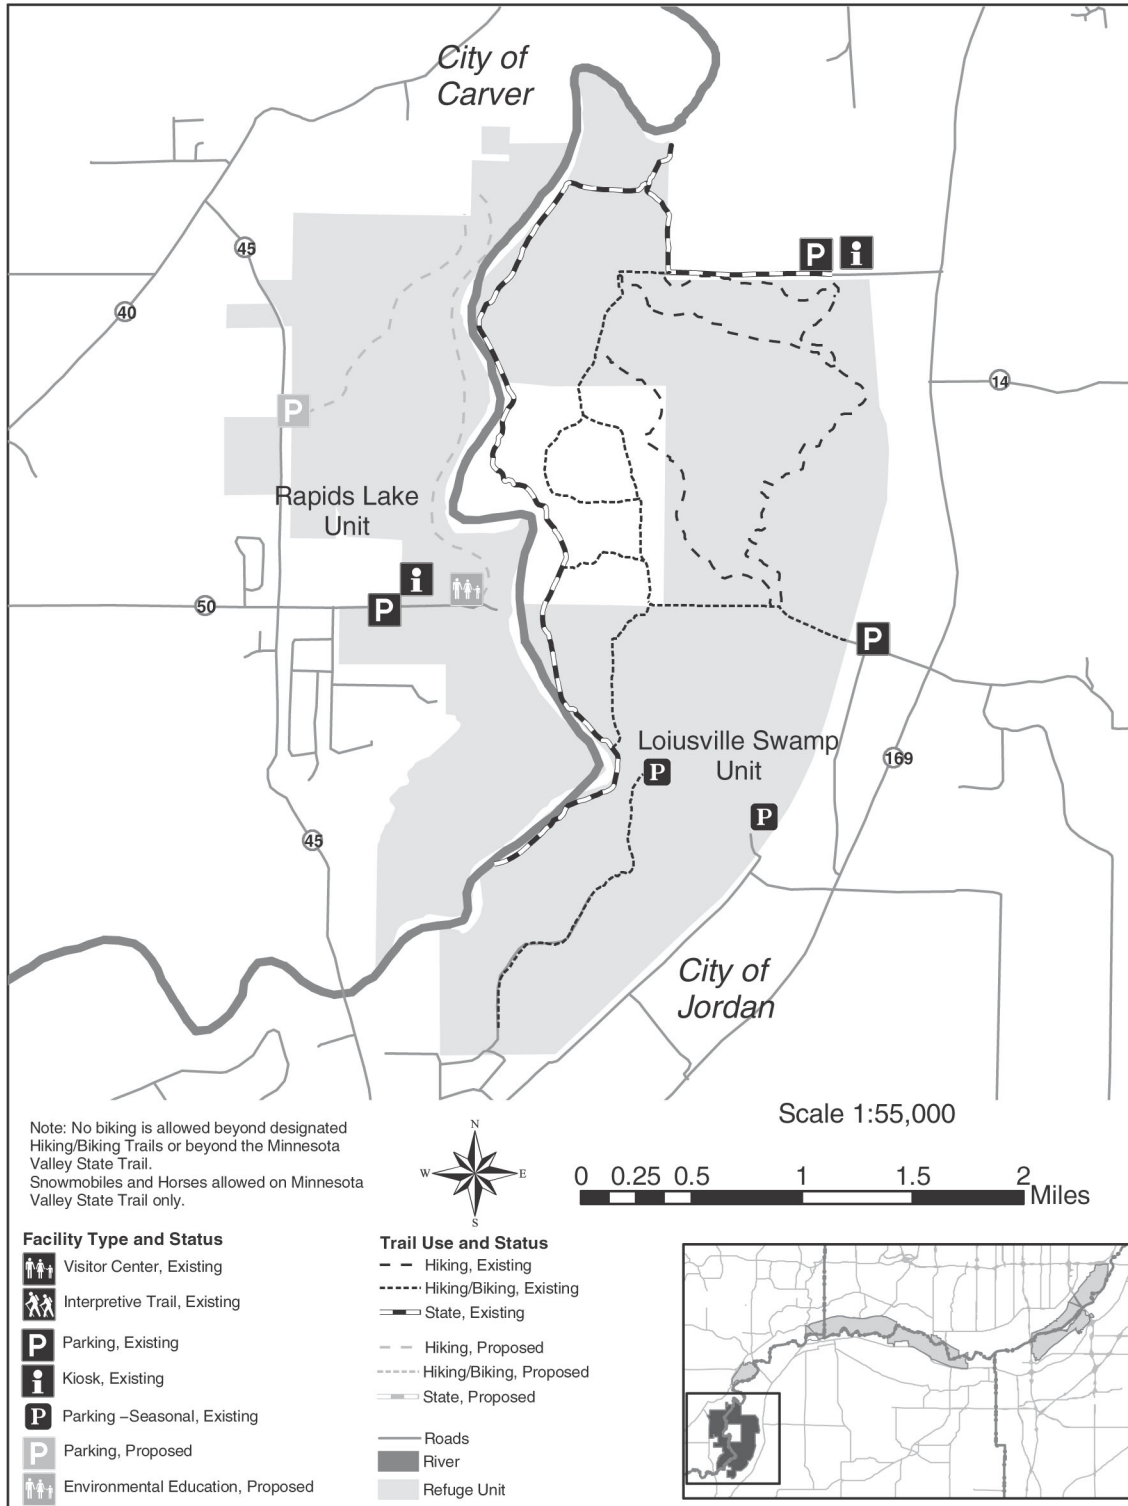 City of
Carver
45
40
P
i
14
P
Rapids Lake
Unit
i
P
50
P
Loiusville Swamp
Unit
P
169
P
45
City of
Jordan
Note: No biking is allowed beyond designated
Hiking/Biking Trails or beyond the Minnesota
Valley State Trail.
Snowmobiles and Horses allowed on Minnesota
Valley State Trail only.
N
W
E
S
Scale 1:55,000
0 0.25 0.5 1 1.5 2
Miles
Facility Type and Status
Visitor Center, Existing
Interpretive Trail, Existing
P Parking, Existing
i Kiosk, Existing
P Parking –Seasonal, Existing
P Parking, Proposed
Environmental Education, Proposed
Trail Use and Status
Hiking, Existing
Hiking/Biking, Existing
State, Existing
Hiking, Proposed
Hiking/Biking, Proposed
State, Proposed
Roads
River
Refuge Unit